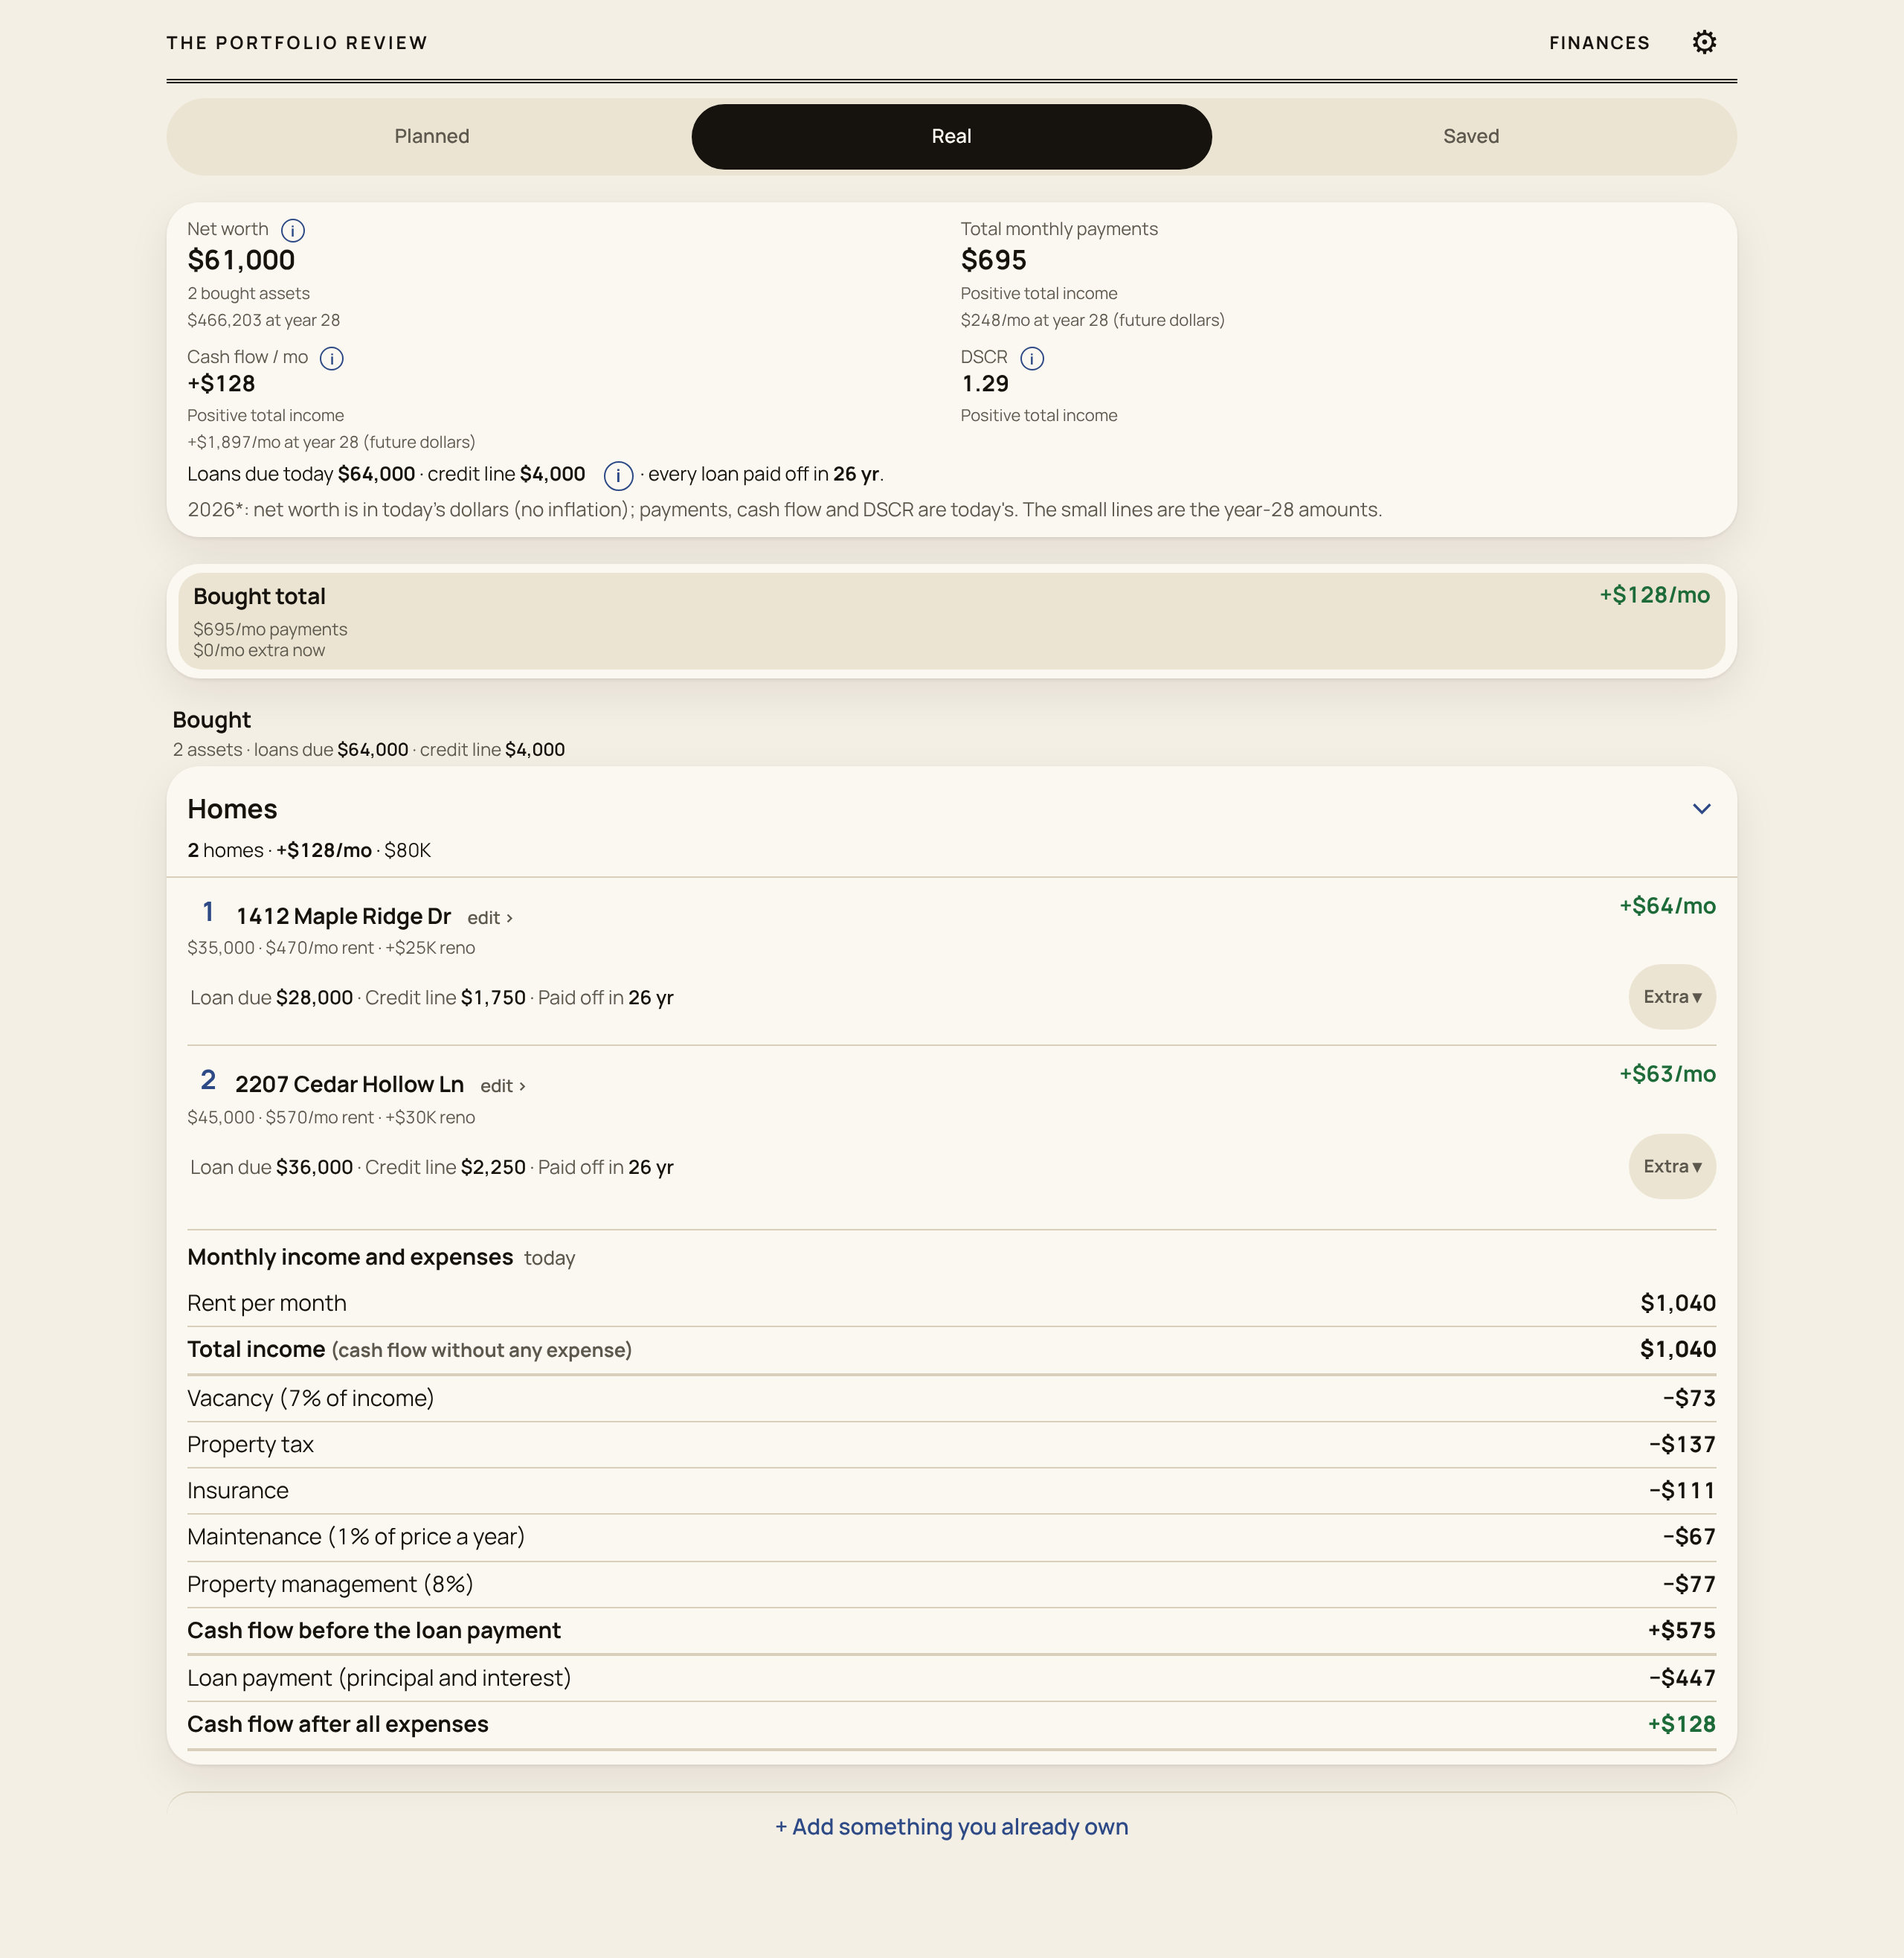 THE PORTFOLIO REVIEW
FINANCES
Planned
Real
Saved
Net worth
$61,000
2 bought assets
$466,203 at year 28
Total monthly payments
$695
Positive total income
$248/mo at year 28 (future dollars)
Cash flow / mo
+$128
Positive total income
+$1,897/mo at year 28 (future dollars)
DSCR
1.29
Positive total income
Loans due today $64,000 · credit line $4,000 · every loan paid off in 26 yr.
2026*: net worth is in today's dollars (no inflation); payments, cash flow and DSCR are today's. The small lines are the year-28 amounts.
Bought total
+$128/mo
$695/mo payments
$0/mo extra now
Bought
2 assets · loans due $64,000 · credit line $4,000
Homes
2 homes · +$128/mo · $80K
1 1412 Maple Ridge Dr edit ›
+$64/mo
$35,000 · $470/mo rent · +$25K reno
Loan due $28,000 · Credit line $1,750 · Paid off in 26 yr
Extra ▾
2 2207 Cedar Hollow Ln edit ›
+$63/mo
$45,000 · $570/mo rent · +$30K reno
Loan due $36,000 · Credit line $2,250 · Paid off in 26 yr
Extra ▾
Monthly income and expenses today
Rent per month $1,040
Total income (cash flow without any expense) $1,040
Vacancy (7% of income) −$73
Property tax −$137
Insurance −$111
Maintenance (1% of price a year) −$67
Property management (8%) −$77
Cash flow before the loan payment +$575
Loan payment (principal and interest) −$447
Cash flow after all expenses +$128
+ Add something you already own